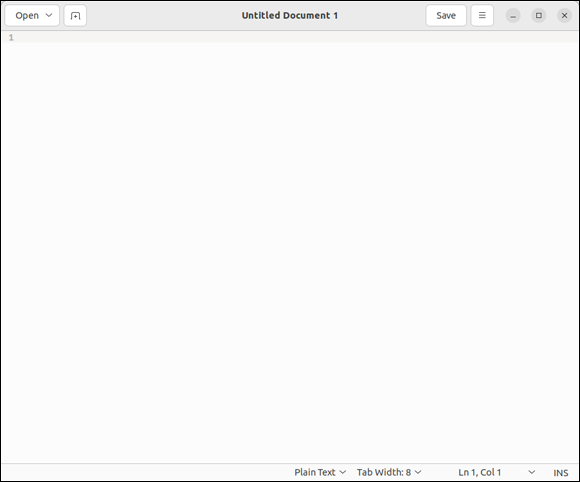 Open
Untitled Document 1
Save
1
Plain Text
Tab Width: 8
Ln 1, Col 1
INS